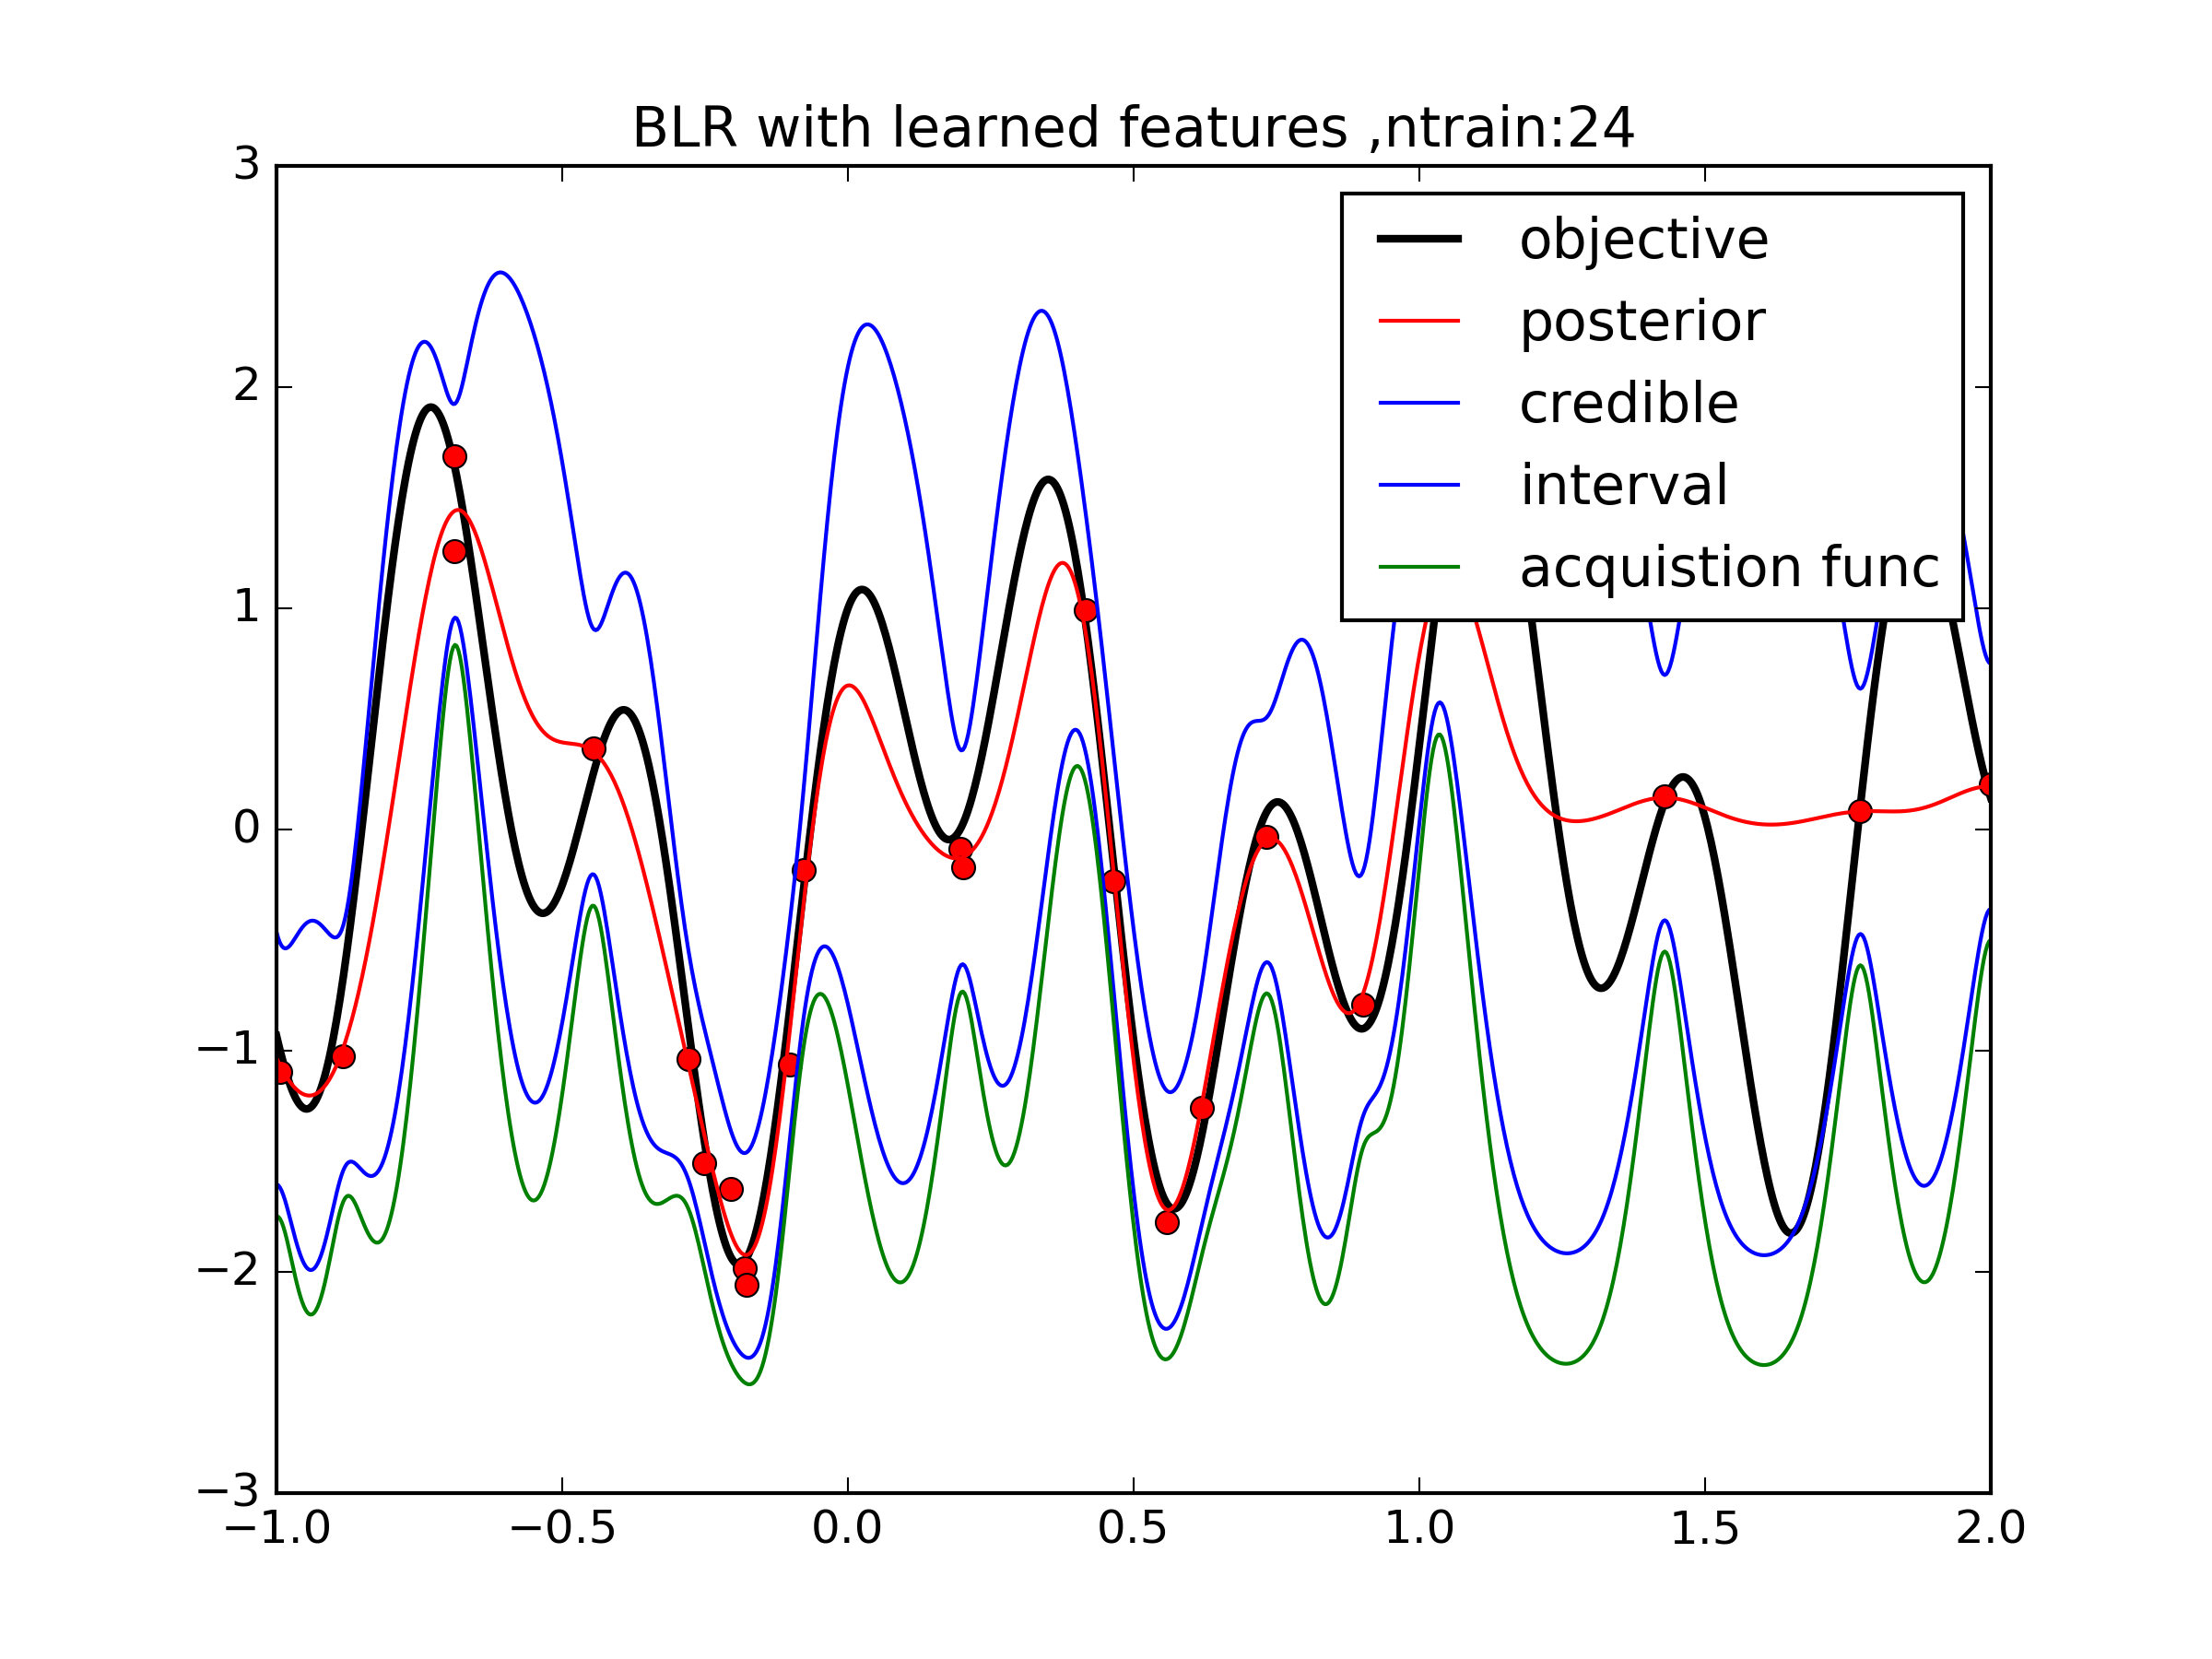 BLR with learned features ,ntrain:24
3
2
1
0
−1
−2
−3
objective
posterior
credible
interval
acquistion func
−1.0 −0.5 0.0 0.5 1.0 1.5 2.0